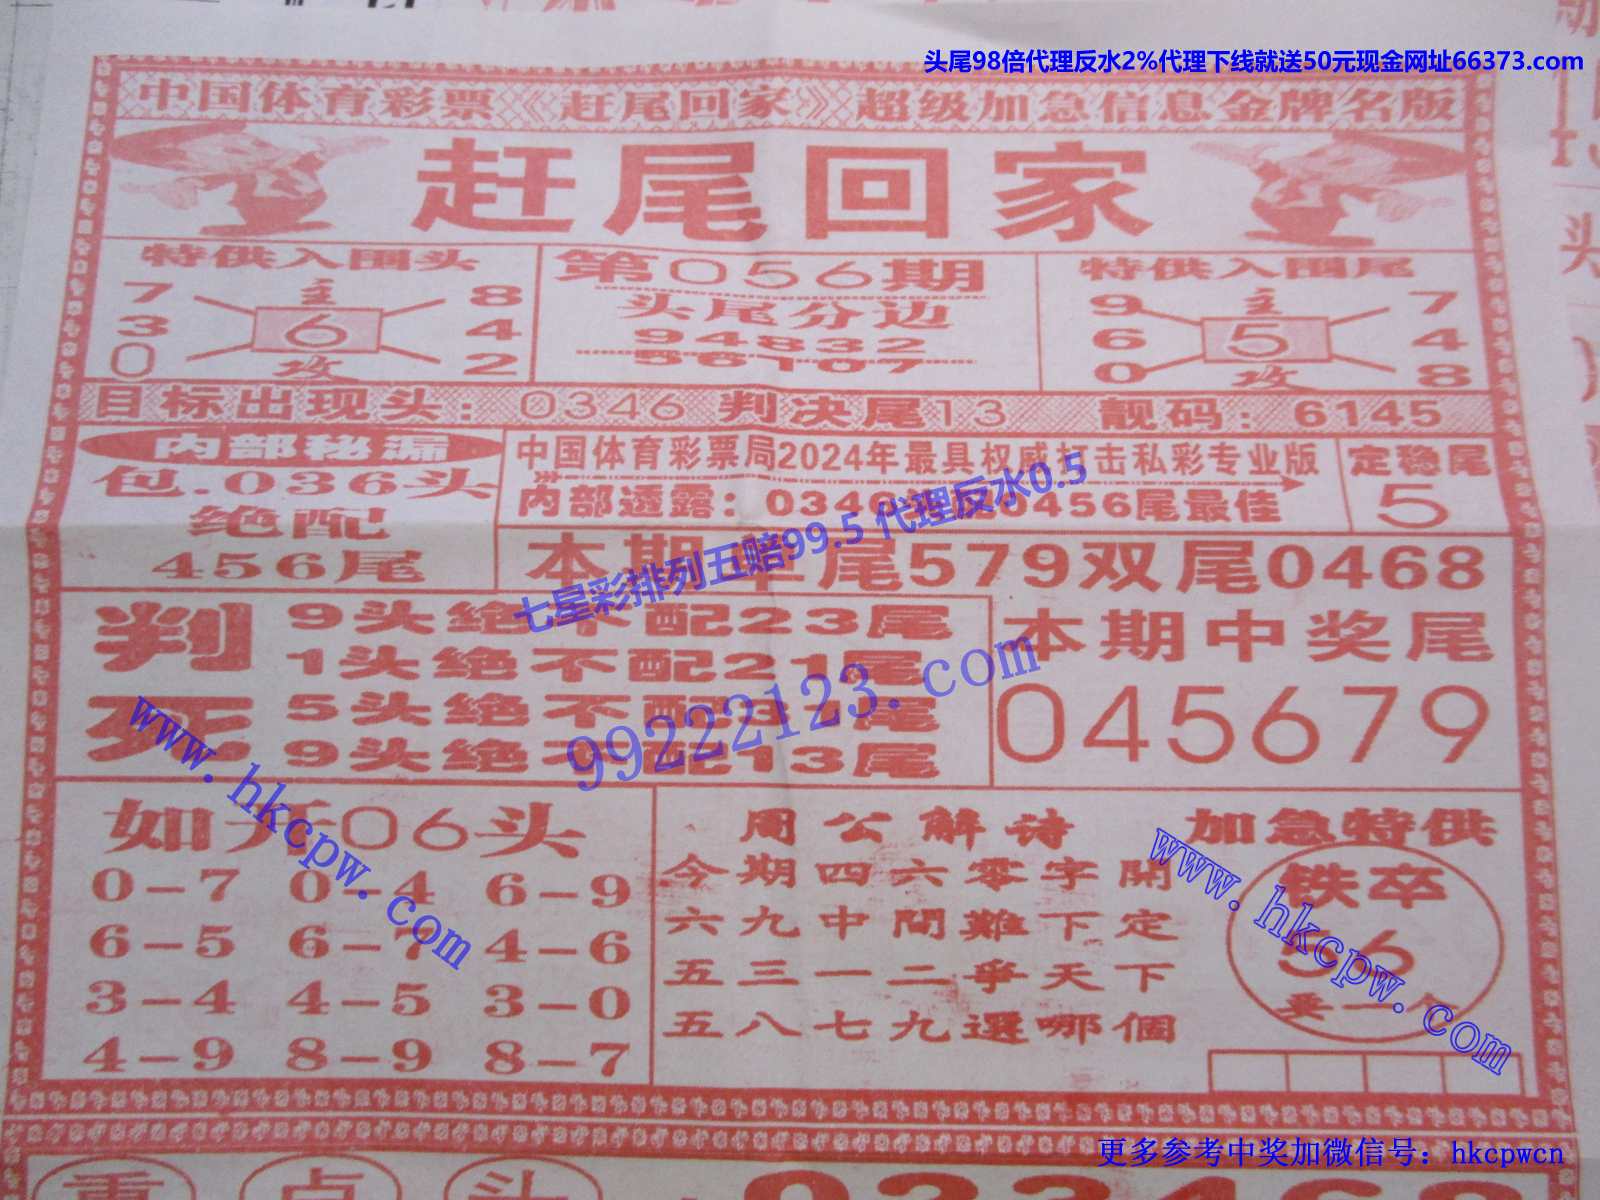 头尾98倍代理反水2%代理下线就送50元现金网址66373.com
中国体育彩票《赶尾回家》超级加急信息金牌名版
赶尾回家
特供入围头
7 主 8
3 6 4
0 攻 2
第056期
头尾分边
94832
56107
特供入围尾
9 主 7
6 5 4
0 攻 8
目标出现头：0346 判决尾13 靓码：6145
内部秘漏
包.036头
绝配
456尾
中国体育彩票局2024年最具权威打击私彩专业版
内部透露：034 0456尾最佳
定稳尾
5
本期单尾579双尾0468
判死
9头绝不配23尾
1头绝不配21尾
5头绝不配37尾
9头绝不配13尾
本期中奖尾
045679
七星彩排列五赔99.5 代理反水0.5
99222123.com
如开06头
0-7 0-4 6-9
6-5 6-7 4-6
3-4 4-5 3-0
4-9 8-9 8-7
周公解诗
今期四六零字開
六九中間難下定
五三一二爭天下
五八七九選哪個
加急特供
铁卒
56
卖一个
www.hkcpw.com
www.hkcpw.com
更多参考中奖加微信号：hkcpwcn
重点头